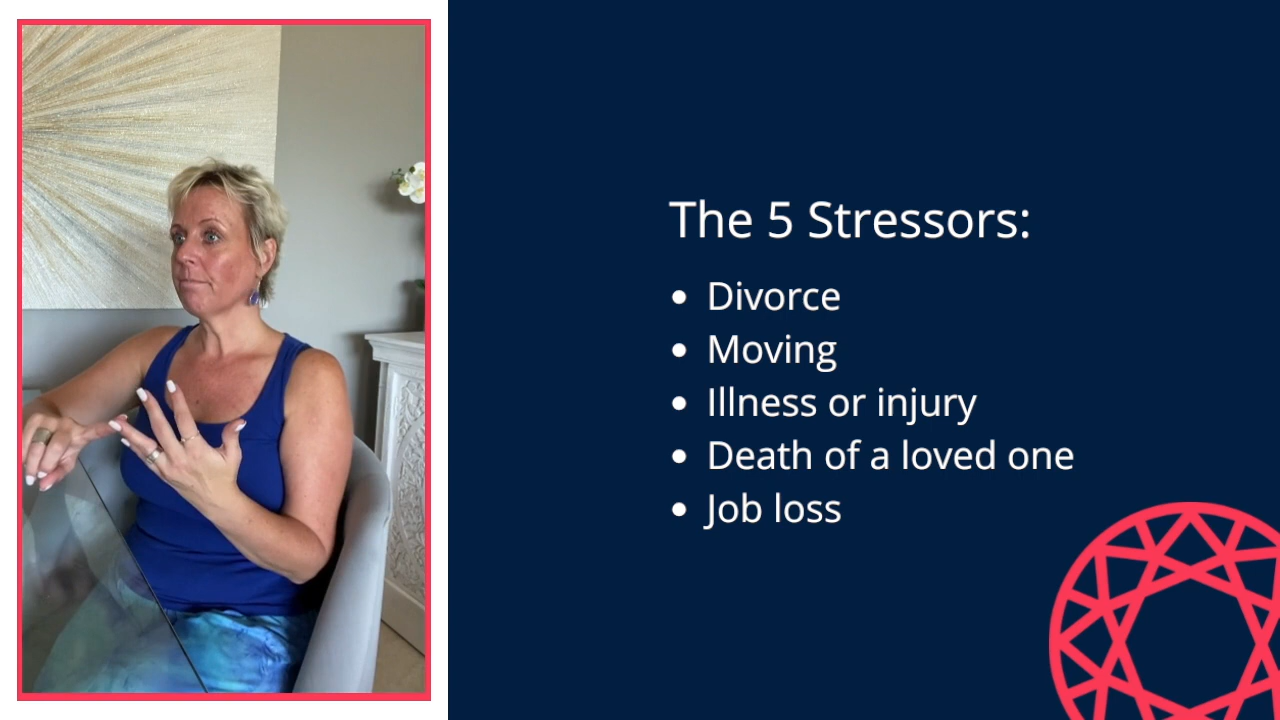 The 5 Stressors:
• Divorce
• Moving
• Illness or injury
• Death of a loved one
• Job loss